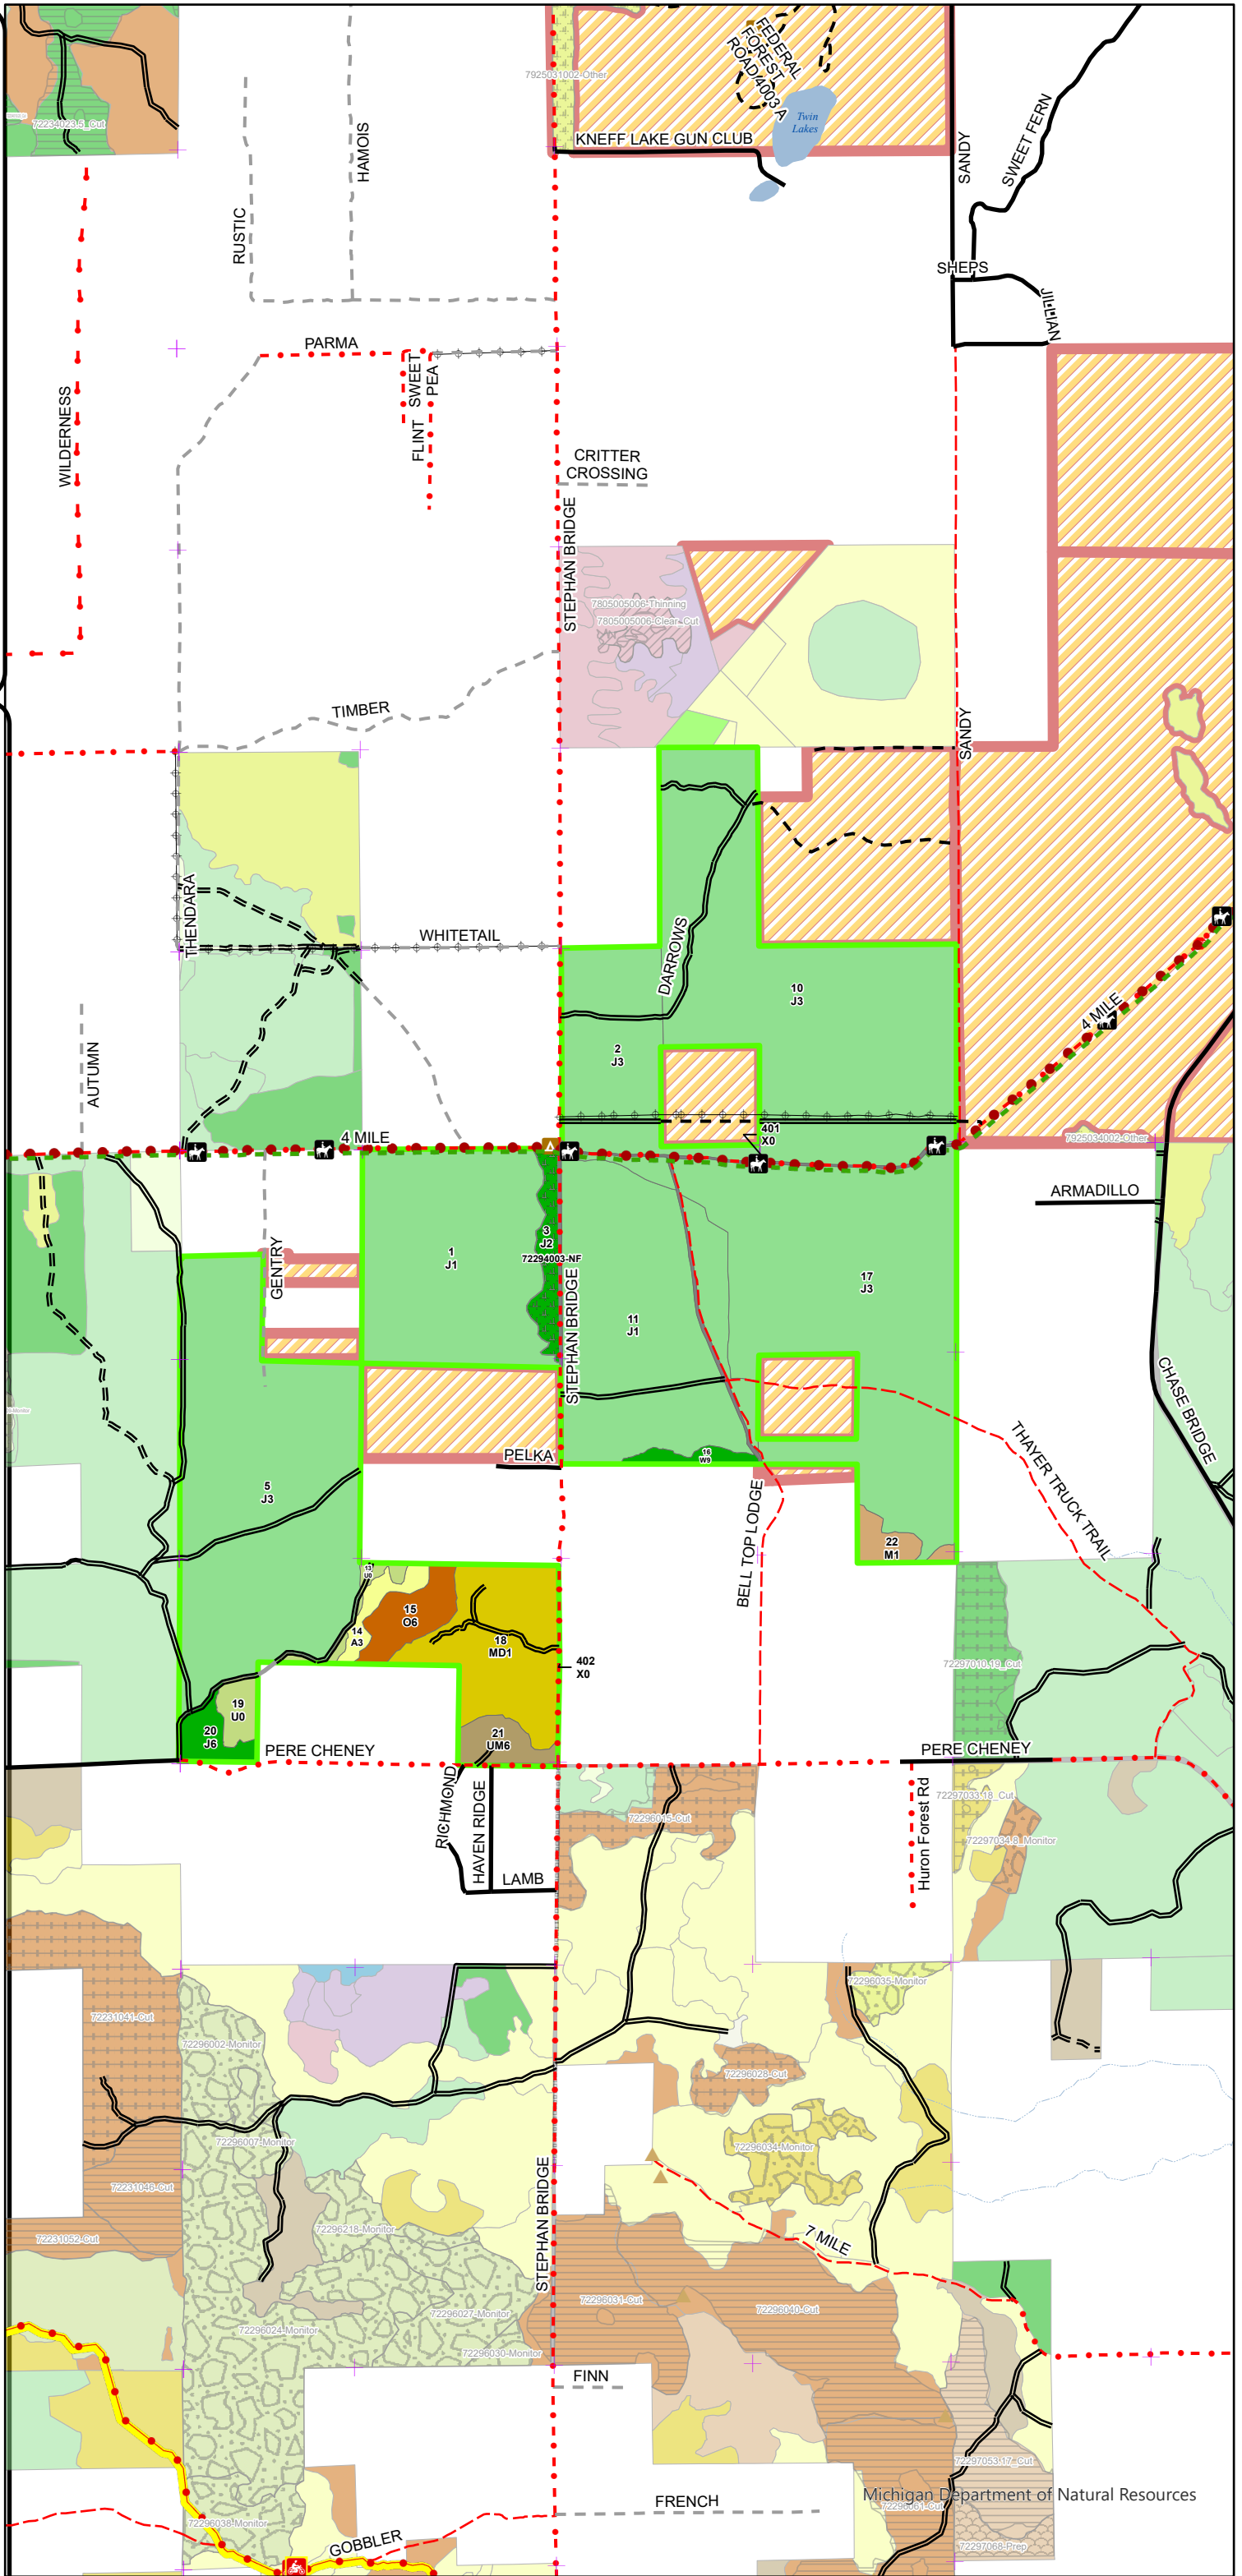 FEDERAL
FOREST
ROAD/4003 A
7925031002-Other
Twin
Lakes
72234023.5_Cut
KNEFF LAKE GUN CLUB
HAMOIS
RUSTIC
SANDY
SWEET FERN
SHEPS
JILLIAN
PARMA
SWEET
PEA
FLINT
WILDERNESS
CRITTER
CROSSING
STEPHAN BRIDGE
7805005006-Thinning
7805005006-Clear_Cut
TIMBER
SANDY
THENDARA
WHITETAIL
DARROWS
10
J3
2
J3
4 MILE
AUTUMN
4 MILE
401
X0
7925034002-Other
ARMADILLO
3
J2
72294003-NF
1
J1
GENTRY
17
J3
11
J1
STEPHAN BRIDGE
CHASE BRIDGE
PELKA
16
W9
5
J3
THAYER TRUCK TRAIL
BELL TOP LODGE
22
M1
13
U0
15
O6
14
A3
18
MD1
402
X0
72297010.19_Cut
19
U0
20
J6
21
UM6
PERE CHENEY
PERE CHENEY
RICHMOND
HAVEN RIDGE
LAMB
Huron Forest Rd
72297033.18_Cut
72296015-Cut
72297034.8_Monitor
72296035-Monitor
72231041-Cut
72296002-Monitor
72296028-Cut
72296007-Monitor
72296034-Monitor
72231046-Cut
72296218-Monitor
72231052-Cut
STEPHAN BRIDGE
7 MILE
72296031-Cut
72296040-Cut
72296027-Monitor
72296024-Monitor
72296030-Monitor
FINN
72297053.17_Cut
Michigan Department of Natural Resources
FRENCH
72296061-Cut
72296038-Monitor
GOBBLER
72297068-Prep